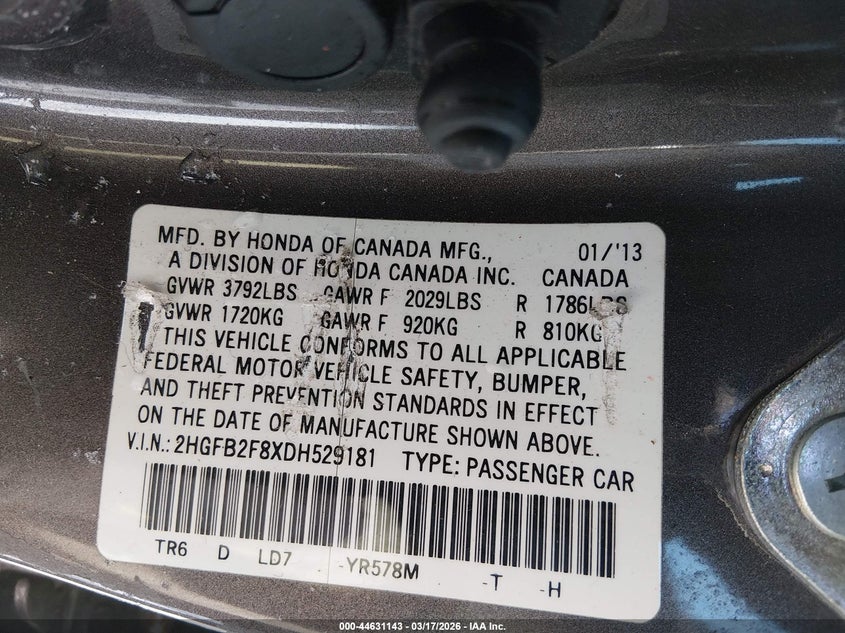 MFD. BY HONDA OF CANADA MFG., 01/'13
A DIVISION OF HONDA CANADA INC. CANADA
GVWR 3792LBS GAWR F 2029LBS R 1786LBS
GVWR 1720KG GAWR F 920KG R 810KG
THIS VEHICLE CONFORMS TO ALL APPLICABLE
FEDERAL MOTOR VEHICLE SAFETY, BUMPER,
AND THEFT PREVENTION STANDARDS IN EFFECT
ON THE DATE OF MANUFACTURE SHOWN ABOVE.
V.I.N.: 2HGFB2F8XDH529181 TYPE: PASSENGER CAR
TR6 D LD7 -YR578M -T -H
000-44631143 - 03/17/2026 - IAA Inc.